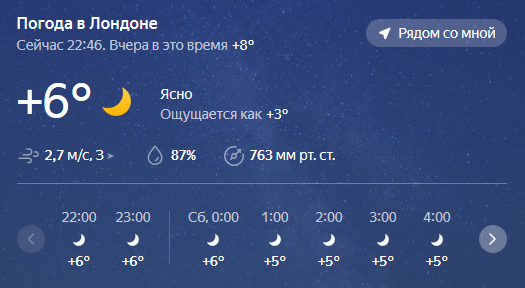 Погода в Лондоне
Сейчас 22:46. Вчера в это время +8°
Рядом со мной
+6°
Ясно
Ощущается как +3°
2,7 м/с, З
87%
763 мм рт. ст.
22:00 23:00 Сб, 0:00 1:00 2:00 3:00 4:00
+6° +6° +6° +5° +5° +5° +5°